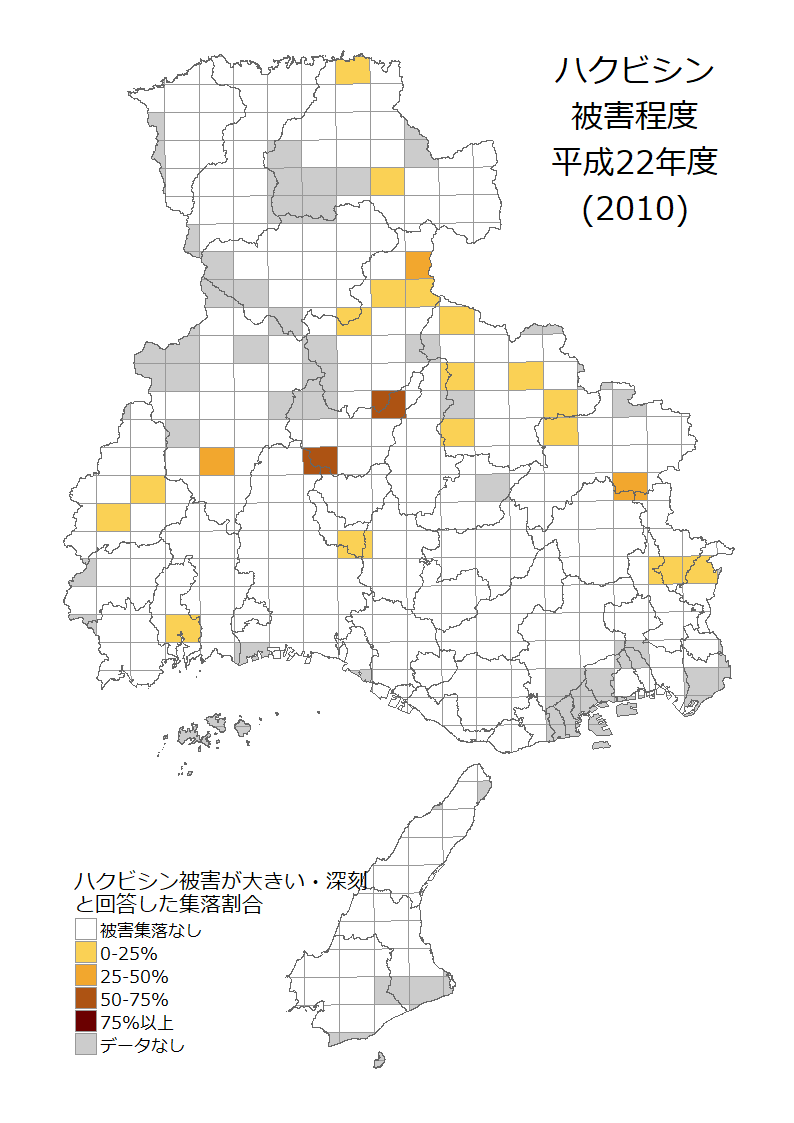 ハクビシン
被害程度
平成22年度
(2010)
ハクビシン被害が大きい・深刻
と回答した集落割合
被害集落なし
0-25%
25-50%
50-75%
75%以上
データなし